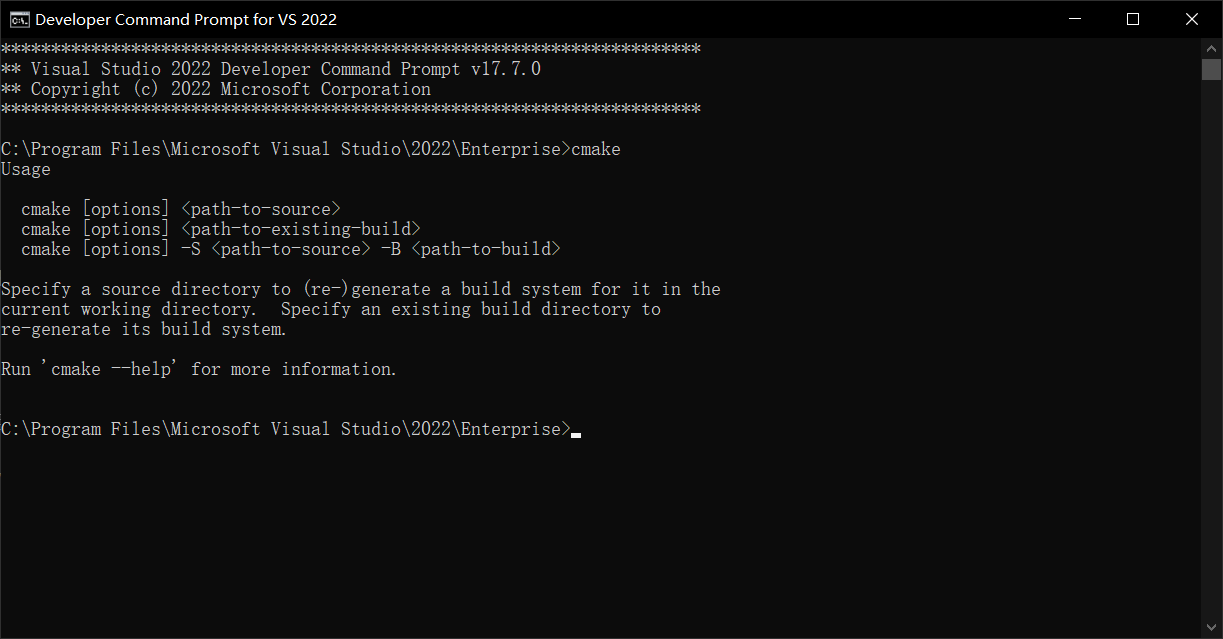 Developer Command Prompt for VS 2022
**********************************************************************
** Visual Studio 2022 Developer Command Prompt v17.7.0
** Copyright (c) 2022 Microsoft Corporation
**********************************************************************
C:\Program Files\Microsoft Visual Studio\2022\Enterprise>cmake
Usage
cmake [options] <path-to-source>
cmake [options] <path-to-existing-build>
cmake [options] -S <path-to-source> -B <path-to-build>
Specify a source directory to (re-)generate a build system for it in the
current working directory.  Specify an existing build directory to
re-generate its build system.
Run 'cmake --help' for more information.
C:\Program Files\Microsoft Visual Studio\2022\Enterprise>